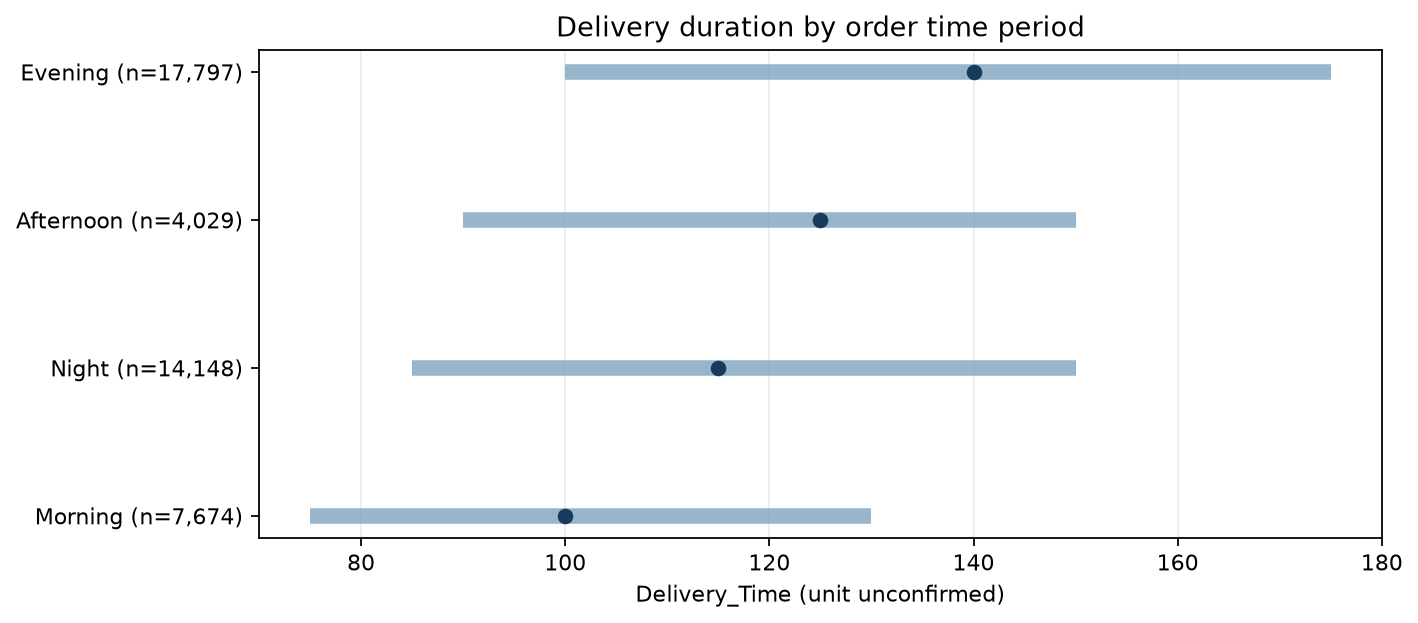 Delivery duration by order time period
Evening (n=17,797)
Afternoon (n=4,029)
Night (n=14,148)
Morning (n=7,674)
80 100 120 140 160 180
Delivery_Time (unit unconfirmed)